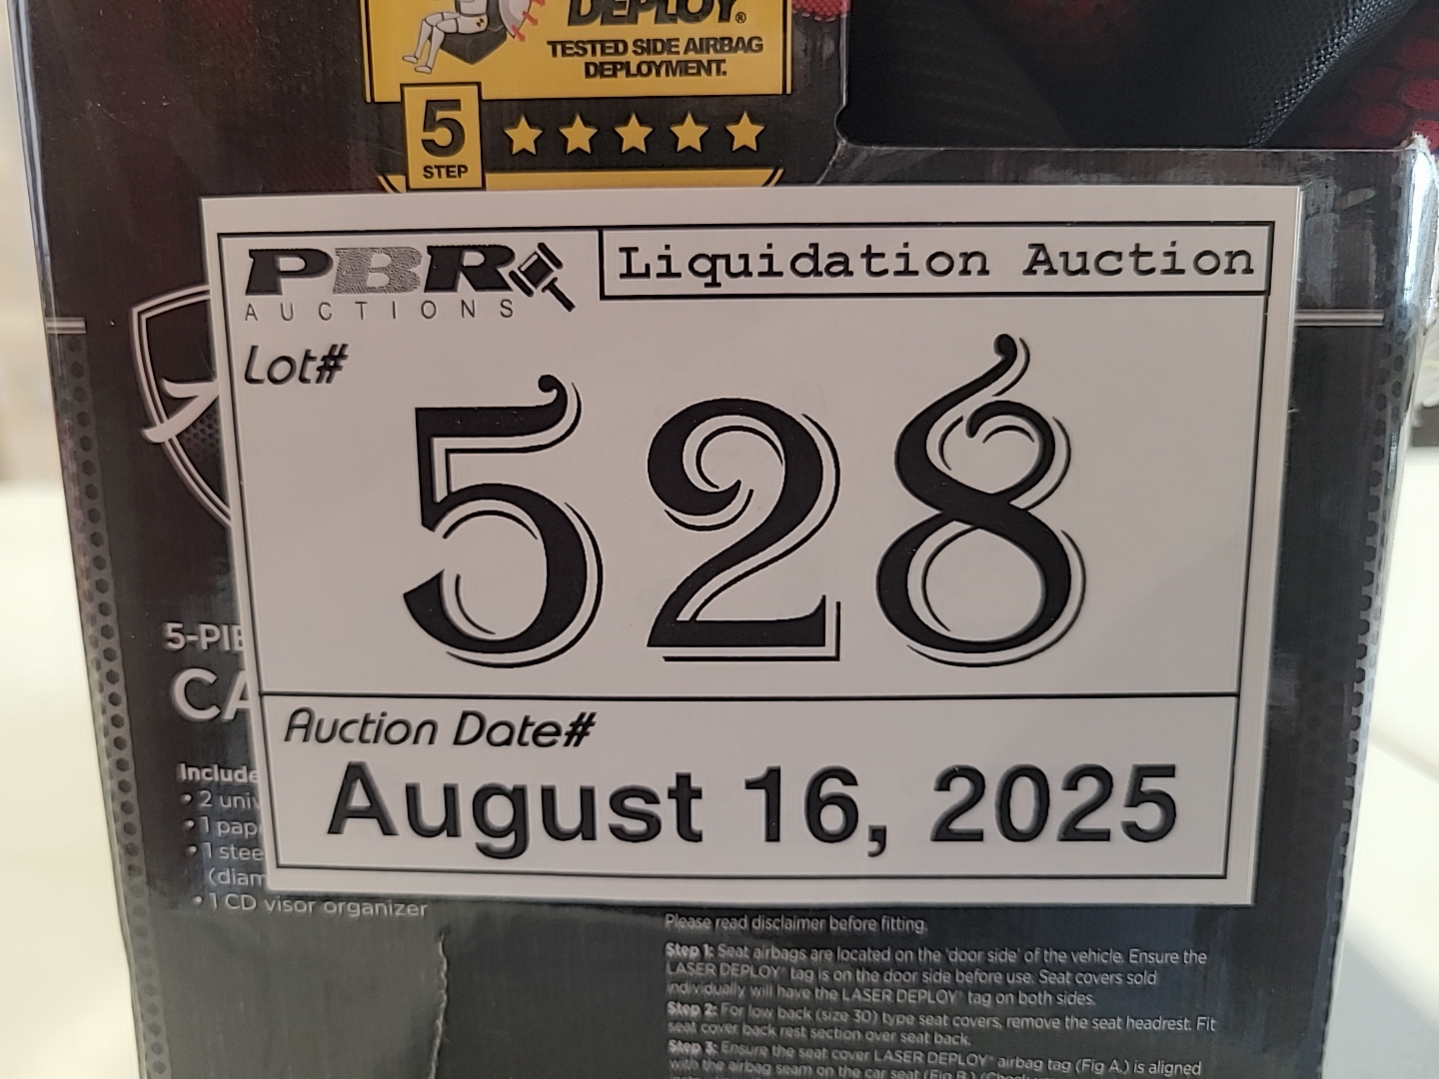 DEPLOY®
TESTED SIDE AIRBAG
DEPLOYMENT.
5
STEP
PBR
AUCTIONS
Liquidation Auction
Lot#
528
Auction Date#
August 16, 2025
5-PIE
CA
Include
• 2 univ
• 1 pap
• 1 stee
(diam
• 1 CD visor organizer
Please read disclaimer before fitting.
Step 1: Seat airbags are located on the 'door side' of the vehicle. Ensure the
LASER DEPLOY® tag is on the door side before use. Seat covers sold
individually will have the LASER DEPLOY® tag on both sides.
Step 2: For low back (size 30) type seat covers, remove the seat headrest. Fit
seat cover back rest section over seat back.
Step 3: Ensure the seat cover LASER DEPLOY® airbag tag (Fig A.) is aligned
with the airbag seam on the car seat (Fig B.)